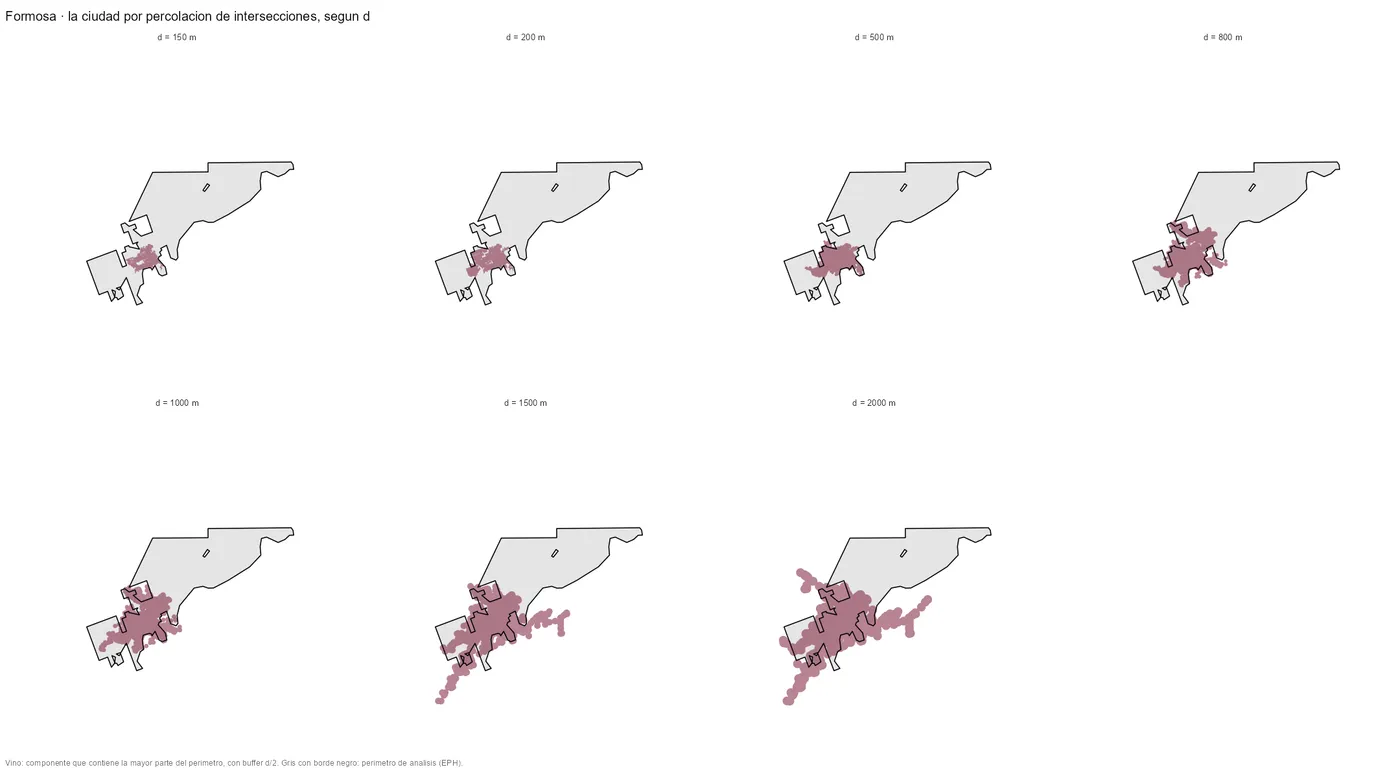 Formosa · la ciudad por percolacion de intersecciones, segun d
d = 150 m
d = 200 m
d = 500 m
d = 800 m
d = 1000 m
d = 1500 m
d = 2000 m
Vino: componente que contiene la mayor parte del perimetro, con buffer d/2. Gris con borde negro: perimetro de analisis (EPH).